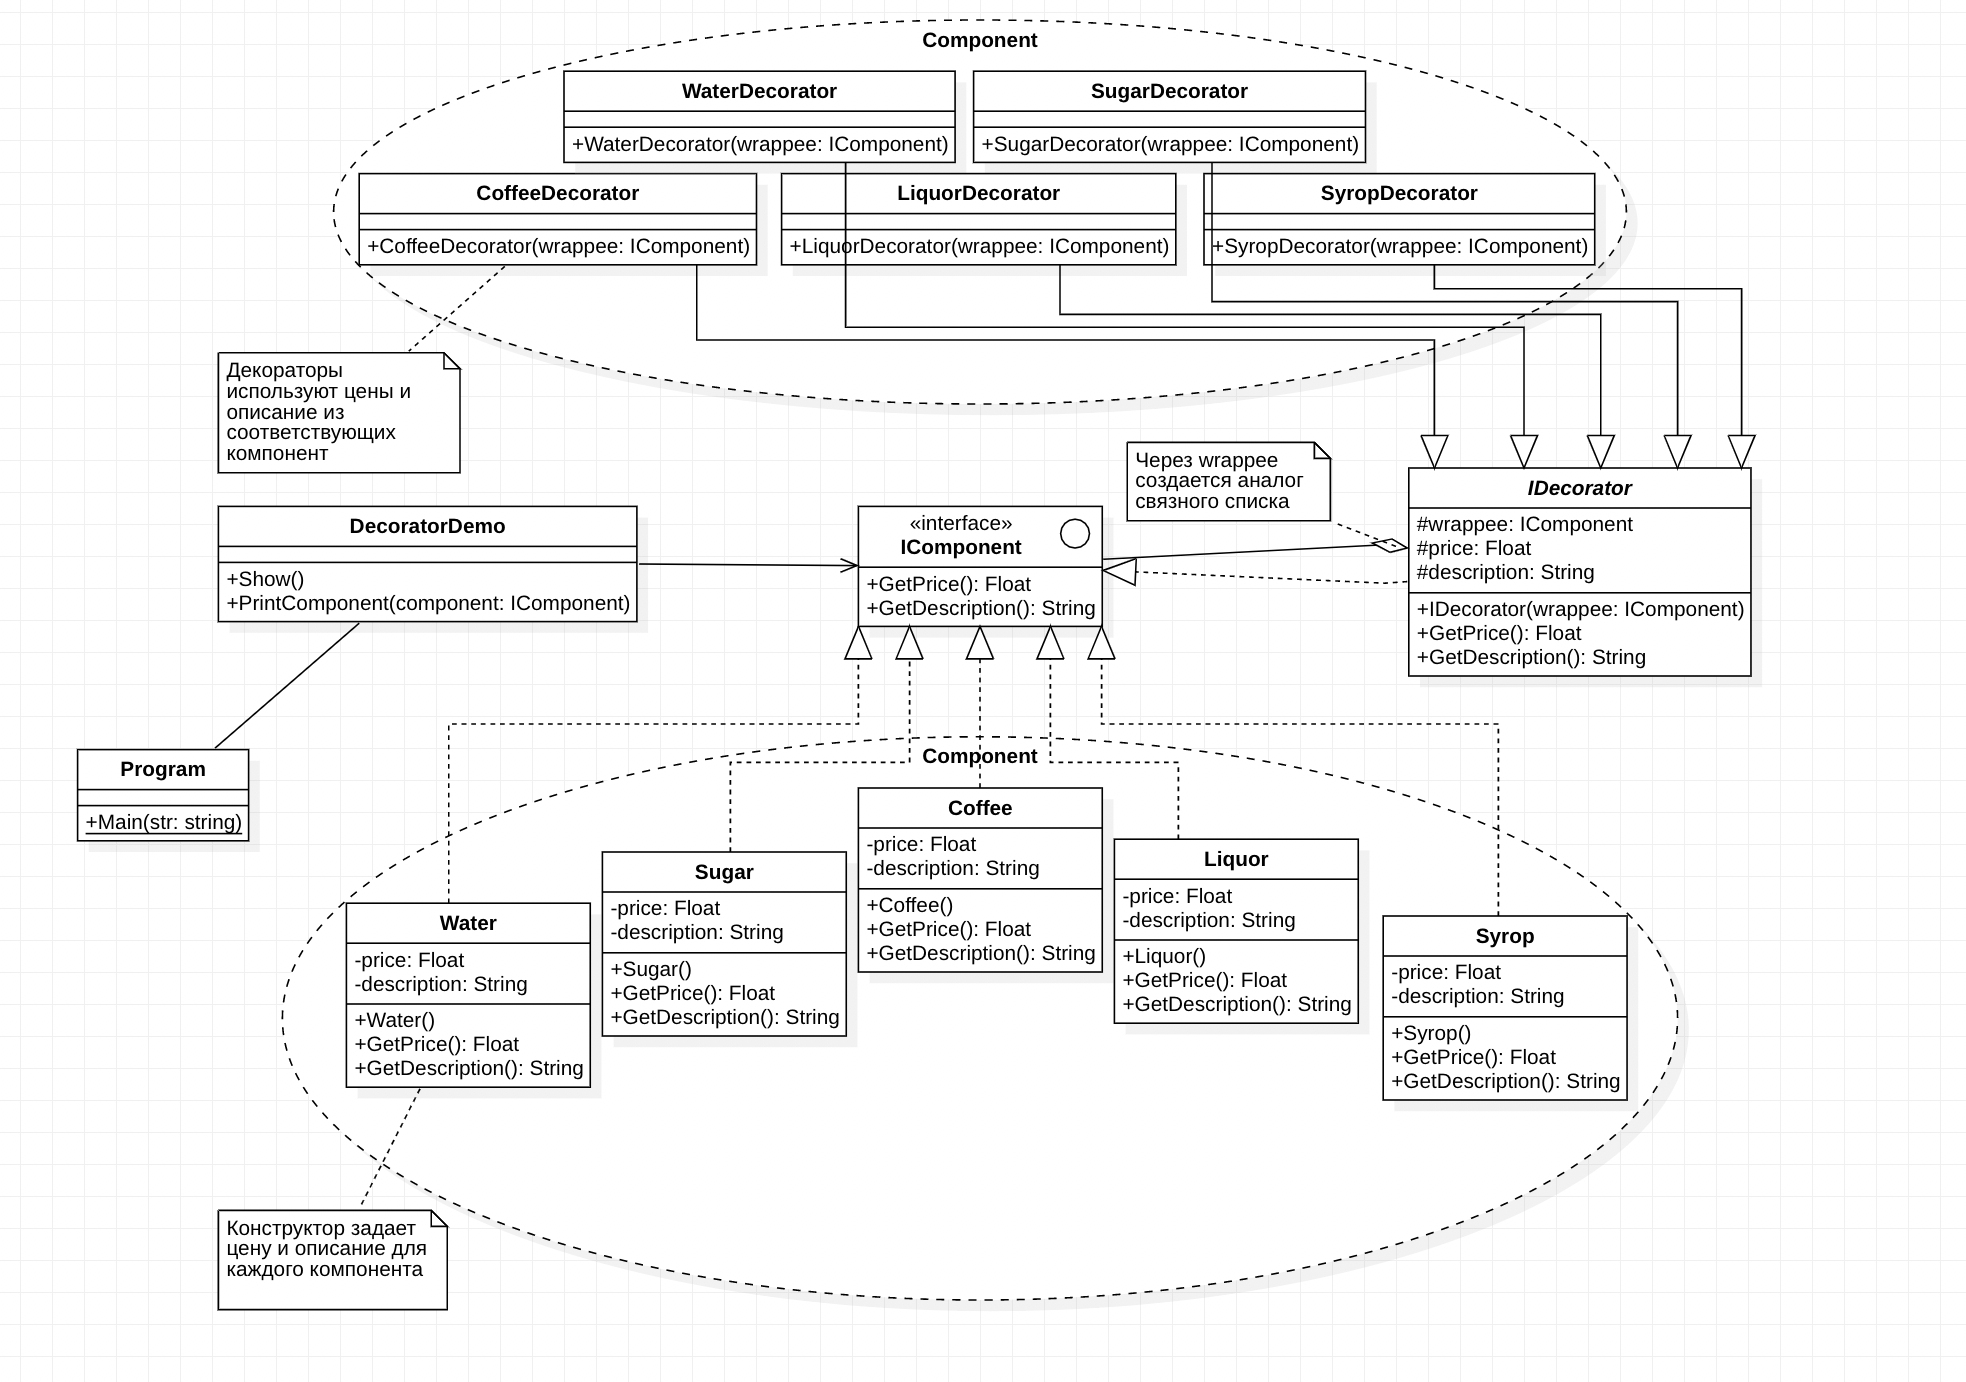 Component
WaterDecorator
+WaterDecorator(wrappee: IComponent)
SugarDecorator
+SugarDecorator(wrappee: IComponent)
CoffeeDecorator
+CoffeeDecorator(wrappee: IComponent)
LiquorDecorator
+LiquorDecorator(wrappee: IComponent)
SyropDecorator
+SyropDecorator(wrappee: IComponent)
Декораторы
используют цены и
описание из
соответствующих
компонент
Через wrappee
создается аналог
связного списка
IDecorator
#wrappee: IComponent
#price: Float
#description: String
+IDecorator(wrappee: IComponent)
+GetPrice(): Float
+GetDescription(): String
DecoratorDemo
+Show()
+PrintComponent(component: IComponent)
«interface»
IComponent
+GetPrice(): Float
+GetDescription(): String
Program
+Main(str: string)
Component
Water
-price: Float
-description: String
+Water()
+GetPrice(): Float
+GetDescription(): String
Sugar
-price: Float
-description: String
+Sugar()
+GetPrice(): Float
+GetDescription(): String
Coffee
-price: Float
-description: String
+Coffee()
+GetPrice(): Float
+GetDescription(): String
Liquor
-price: Float
-description: String
+Liquor()
+GetPrice(): Float
+GetDescription(): String
Syrop
-price: Float
-description: String
+Syrop()
+GetPrice(): Float
+GetDescription(): String
Конструктор задает
цену и описание для
каждого компонента